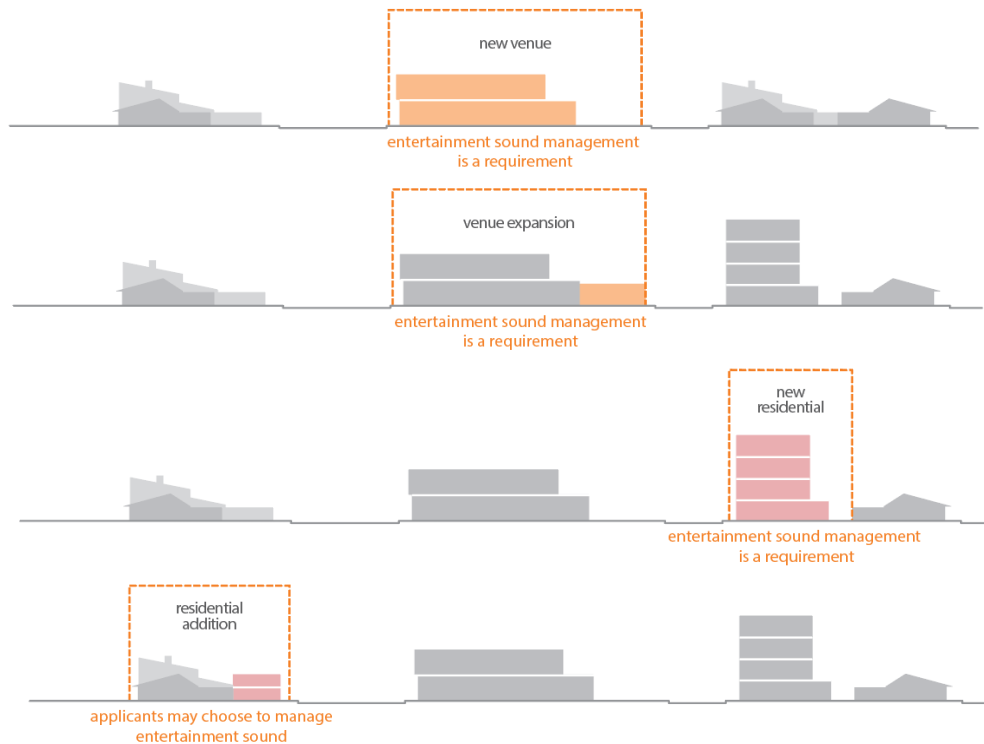 new venue
entertainment sound management
is a requirement
venue expansion
entertainment sound management
is a requirement
new
residential
entertainment sound management
is a requirement
residential
addition
applicants may choose to manage
entertainment sound